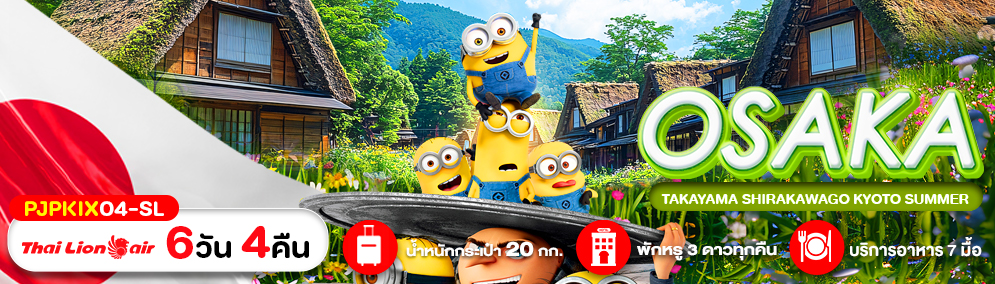 OSAKA
TAKAYAMA SHIRAKAWAGO KYOTO SUMMER
PJPKIX04-SL
Thai Lion air 6วัน 4คืน
น้ำหนักกระเป๋า 20 กก.
พักหรู 3 ดาวทุกคืน
บริการอาหาร 7 มื้อ